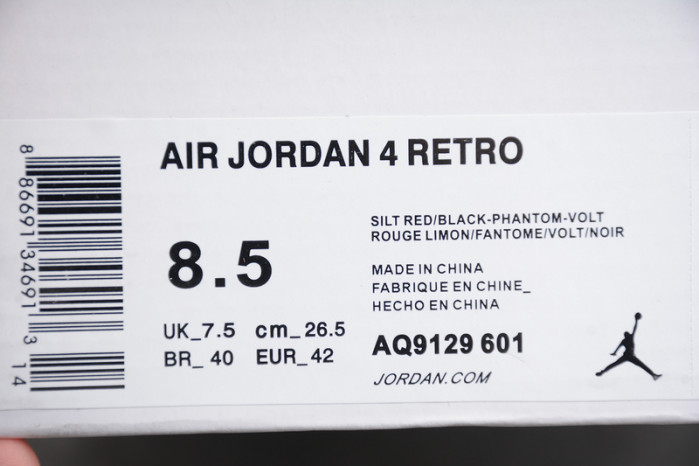 AIR JORDAN 4 RETRO
SILT RED/BLACK-PHANTOM-VOLT
ROUGE LIMON/FANTOME/VOLT/NOIR
8.5
MADE IN CHINA
FABRIQUE EN CHINE_
HECHO EN CHINA
UK_7.5 cm_26.5
BR_ 40 EUR_42
AQ9129 601
JORDAN.COM
8 86691 34691 3 14